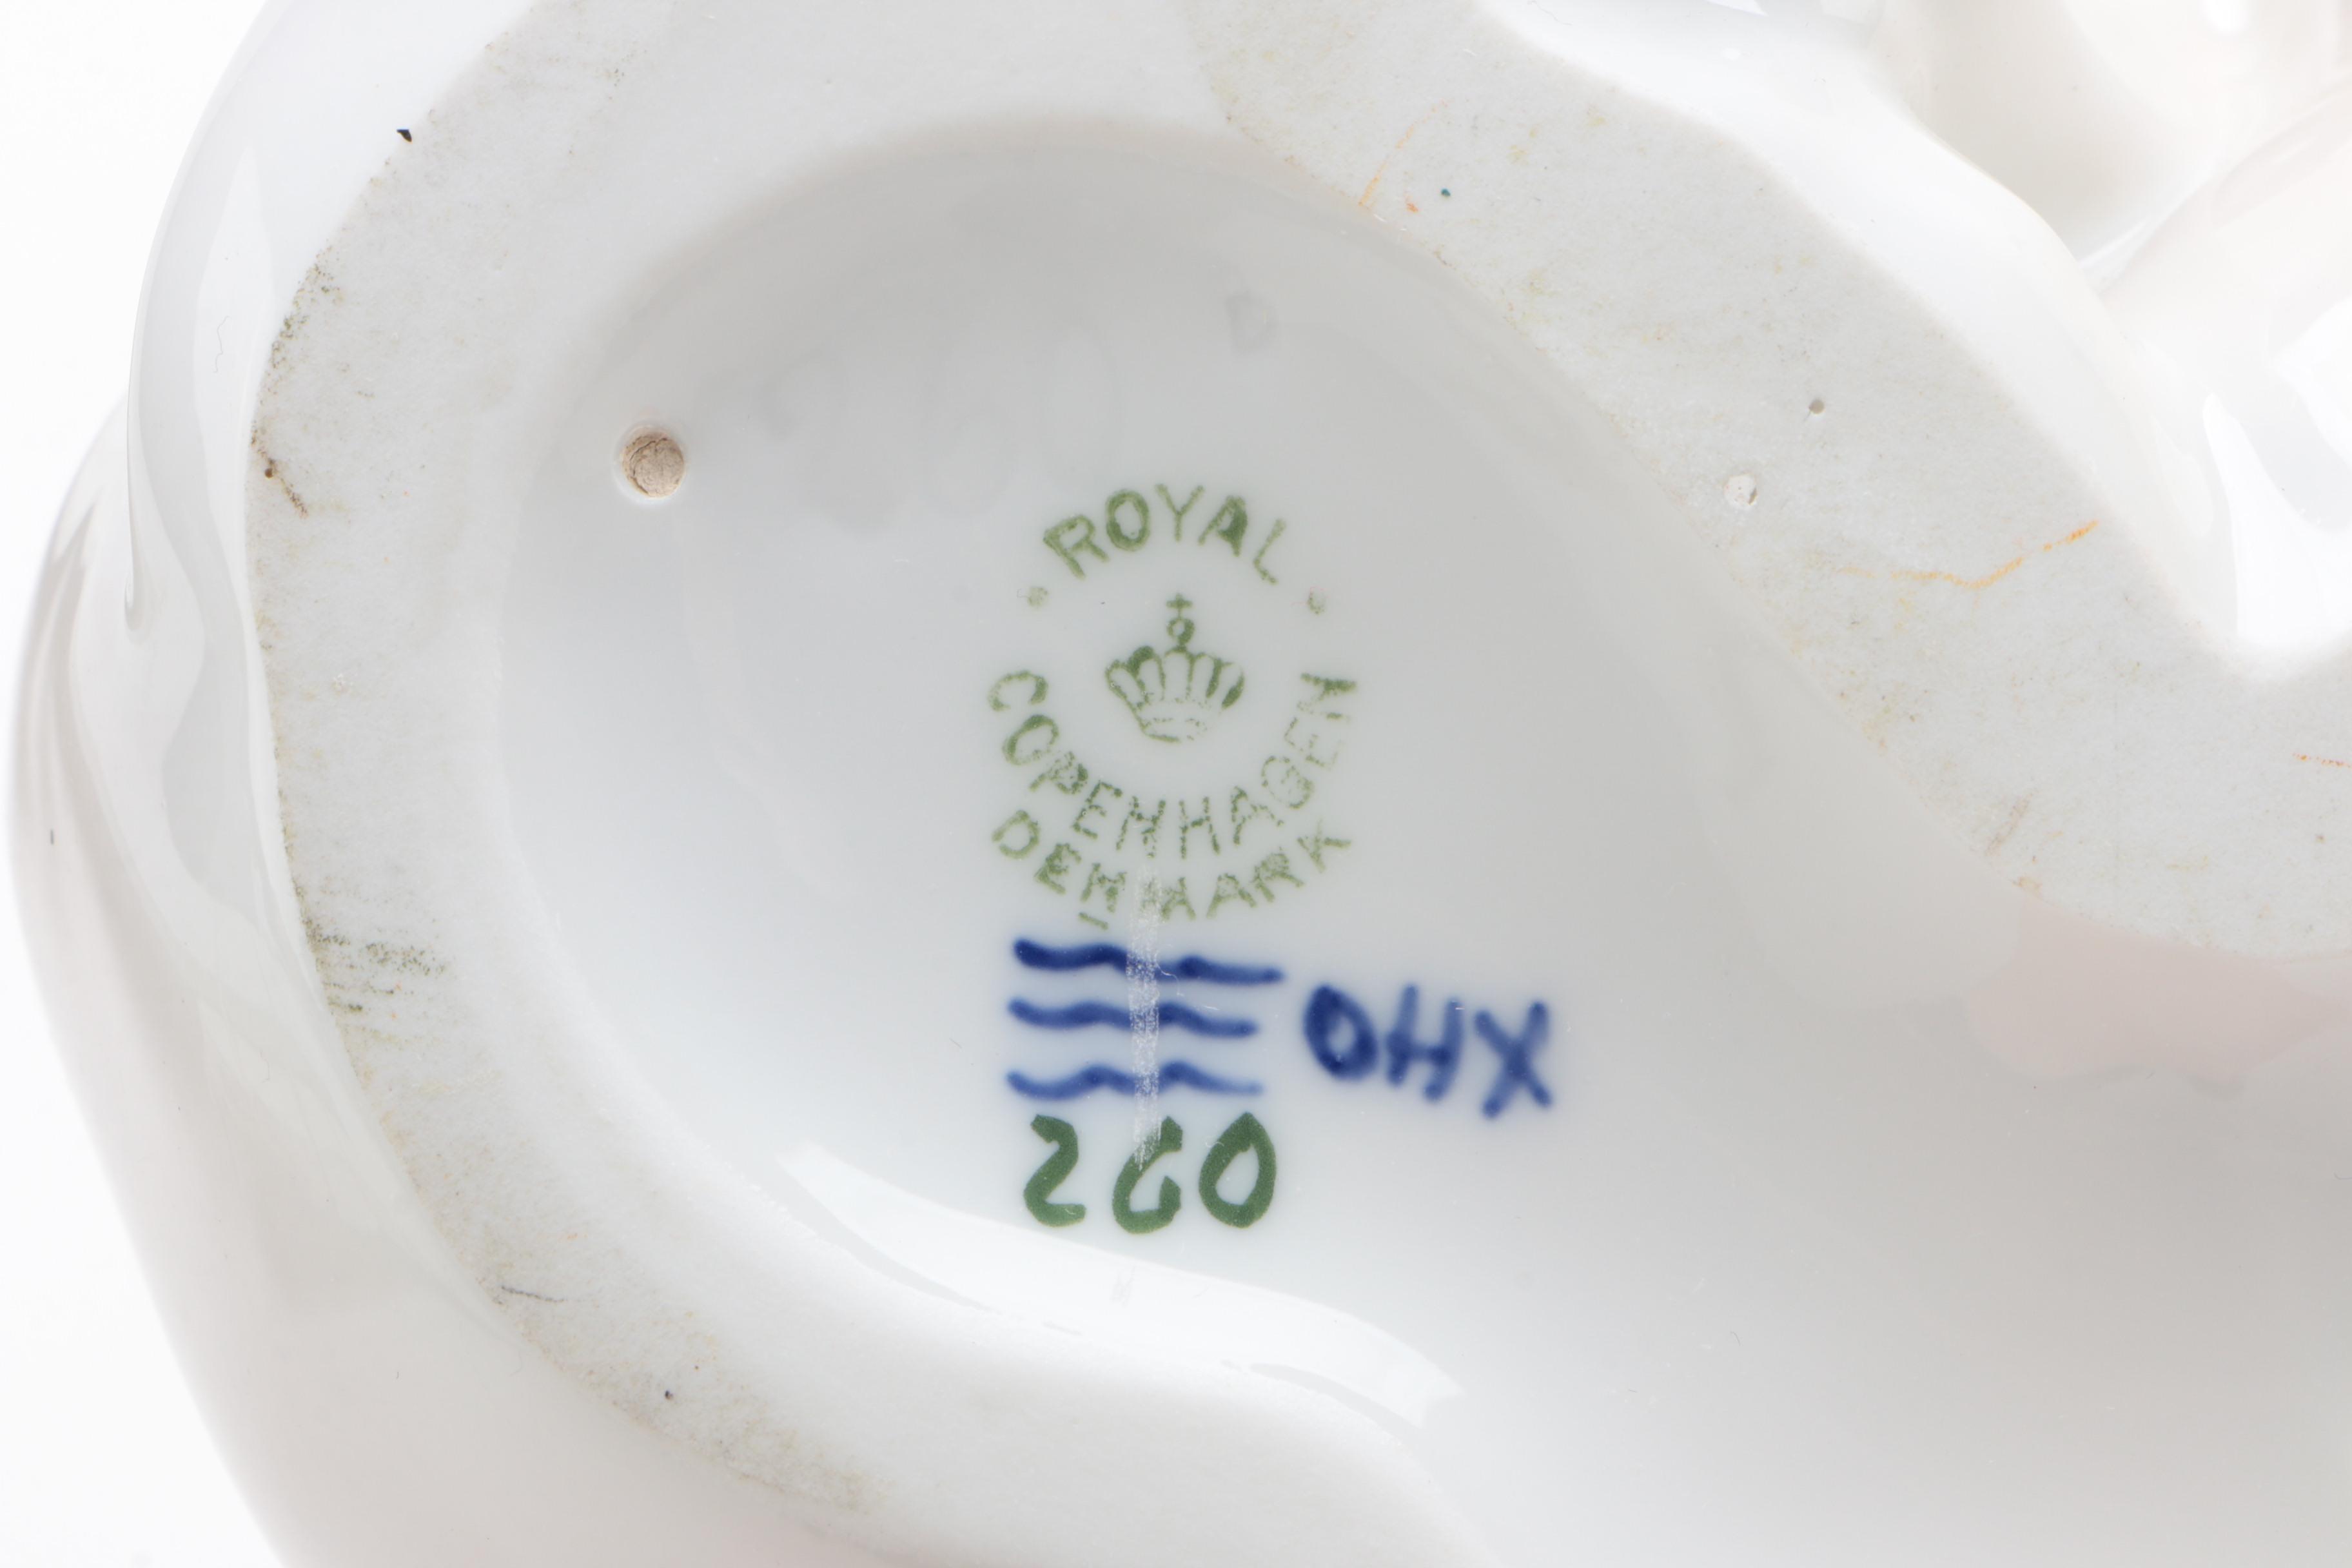 ROYAL
COPENHAGEN
DENMARK
OHX
260